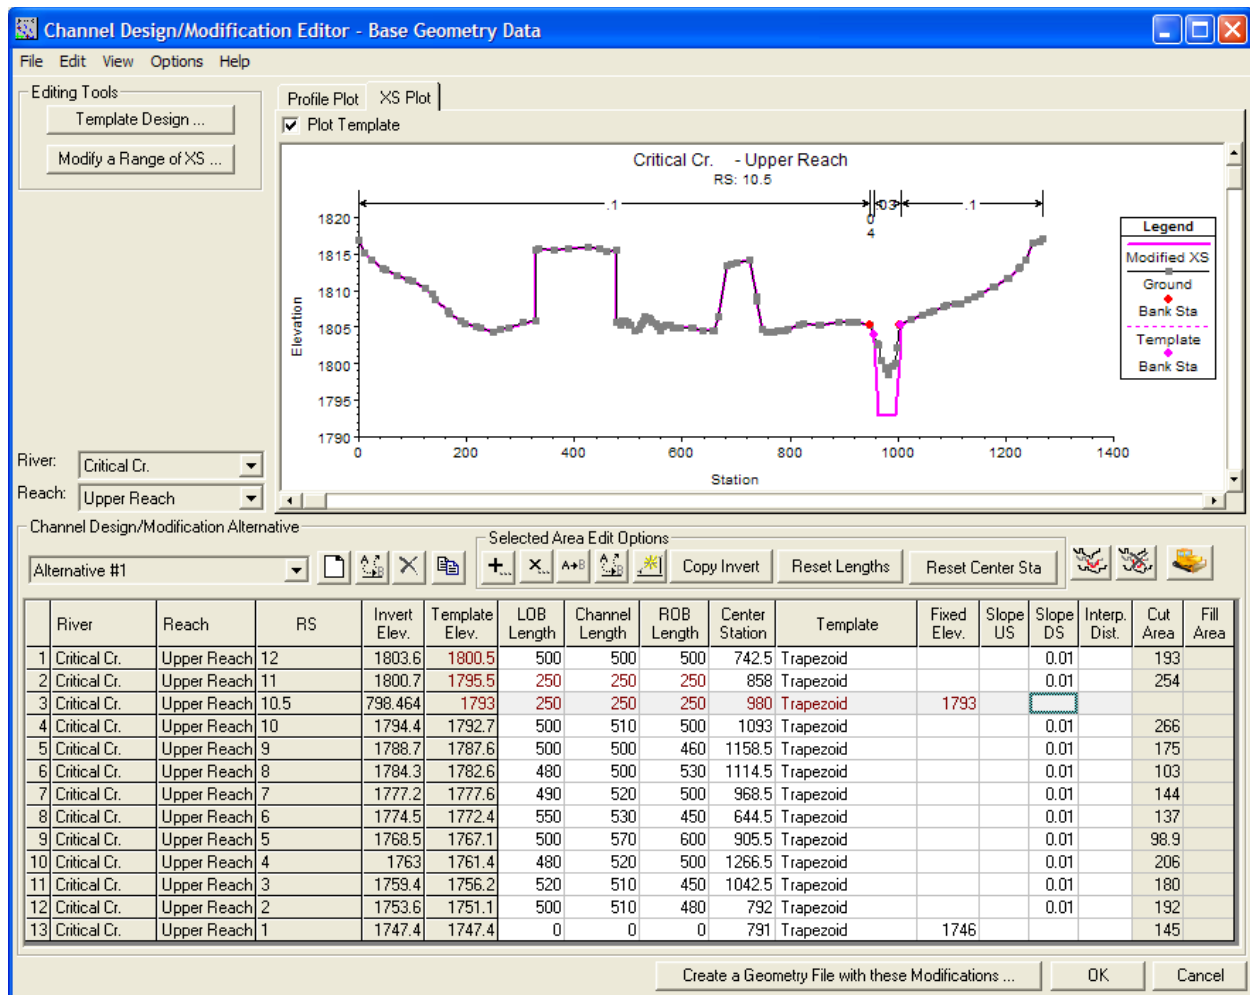 Channel Design/Modification Editor - Base Geometry Data
File Edit View Options Help
Editing Tools
Template Design ...
Modify a Range of XS ...
Profile Plot XS Plot
Plot Template
Critical Cr. - Upper Reach
RS: 10.5
.1 .03 .1
0
4
1820
1815
1810
1805
1800
1795
1790
Elevation
0 200 400 600 800 1000 1200 1400
Station
Legend
Modified XS
Ground
Bank Sta
Template
Bank Sta
River: Critical Cr.
Reach: Upper Reach
Channel Design/Modification Alternative
Alternative #1
Selected Area Edit Options
Copy Invert Reset Lengths Reset Center Sta
River Reach RS Invert Elev. Template Elev. LOB Length Channel Length ROB Length Center Station Template Fixed Elev. Slope US Slope DS Interp. Dist. Cut Area Fill Area
1 Critical Cr. Upper Reach 12 1803.6 1800.5 500 500 500 742.5 Trapezoid 0.01 193
2 Critical Cr. Upper Reach 11 1800.7 1795.5 250 250 250 858 Trapezoid 0.01 254
3 Critical Cr. Upper Reach 10.5 798.464 1793 250 250 250 980 Trapezoid 1793
4 Critical Cr. Upper Reach 10 1794.4 1792.7 500 510 500 1093 Trapezoid 0.01 266
5 Critical Cr. Upper Reach 9 1788.7 1787.6 500 500 460 1158.5 Trapezoid 0.01 175
6 Critical Cr. Upper Reach 8 1784.3 1782.6 480 500 530 1114.5 Trapezoid 0.01 103
7 Critical Cr. Upper Reach 7 1777.2 1777.6 490 520 500 968.5 Trapezoid 0.01 144
8 Critical Cr. Upper Reach 6 1774.5 1772.4 550 530 450 644.5 Trapezoid 0.01 137
9 Critical Cr. Upper Reach 5 1768.5 1767.1 500 570 600 905.5 Trapezoid 0.01 98.9
10 Critical Cr. Upper Reach 4 1763 1761.4 480 520 500 1266.5 Trapezoid 0.01 206
11 Critical Cr. Upper Reach 3 1759.4 1756.2 520 510 450 1042.5 Trapezoid 0.01 180
12 Critical Cr. Upper Reach 2 1753.6 1751.1 500 510 480 792 Trapezoid 0.01 192
13 Critical Cr. Upper Reach 1 1747.4 1747.4 0 0 0 791 Trapezoid 1746 145
Create a Geometry File with these Modifications ... OK Cancel